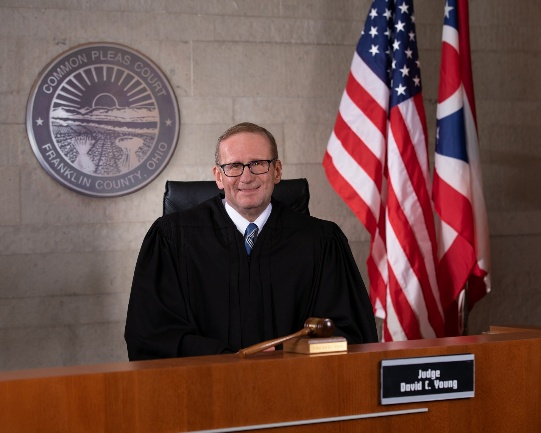 COMMON PLEAS COURT
FRANKLIN COUNTY, OHIO
Judge
David C. Young